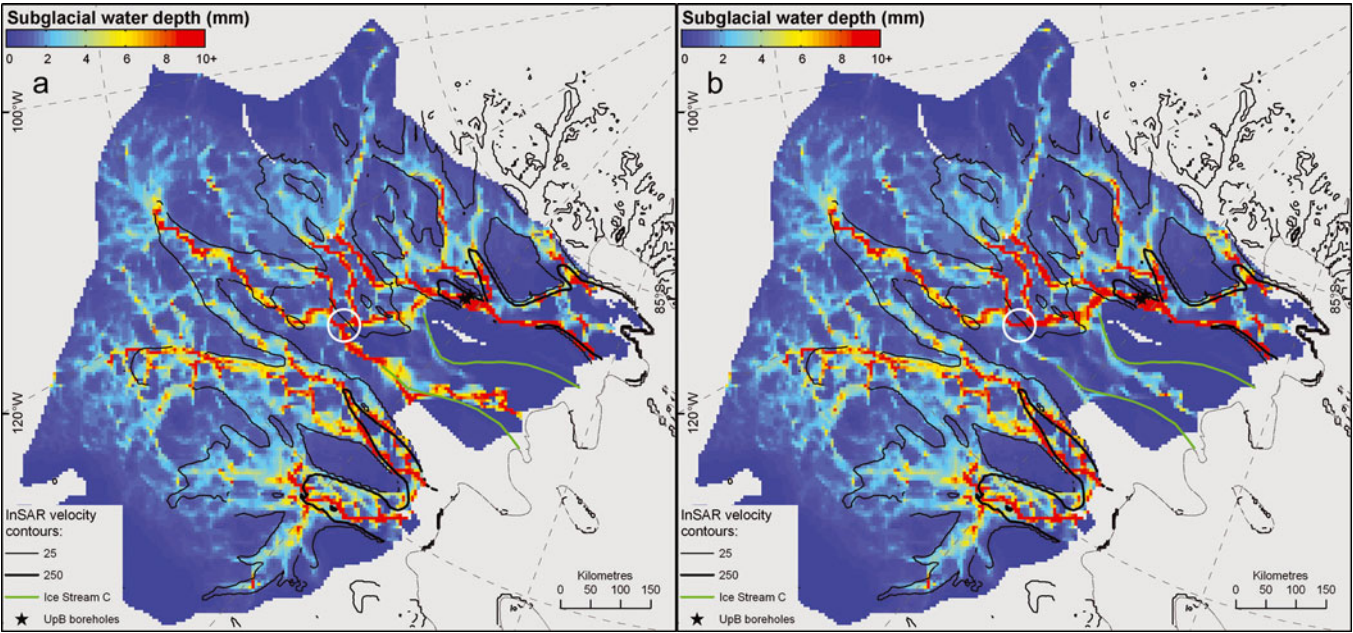 Subglacial water depth (mm)
0 2 4 6 8 10+
a
100°W
120°W
85°S
InSAR velocity
contours:
25
250
Ice Stream C
UpB boreholes
Kilometres
0 50 100 150
Subglacial water depth (mm)
0 2 4 6 8 10+
b
100°W
120°W
85°S
InSAR velocity
contours:
25
250
Ice Stream C
UpB boreholes
Kilometres
0 50 100 150